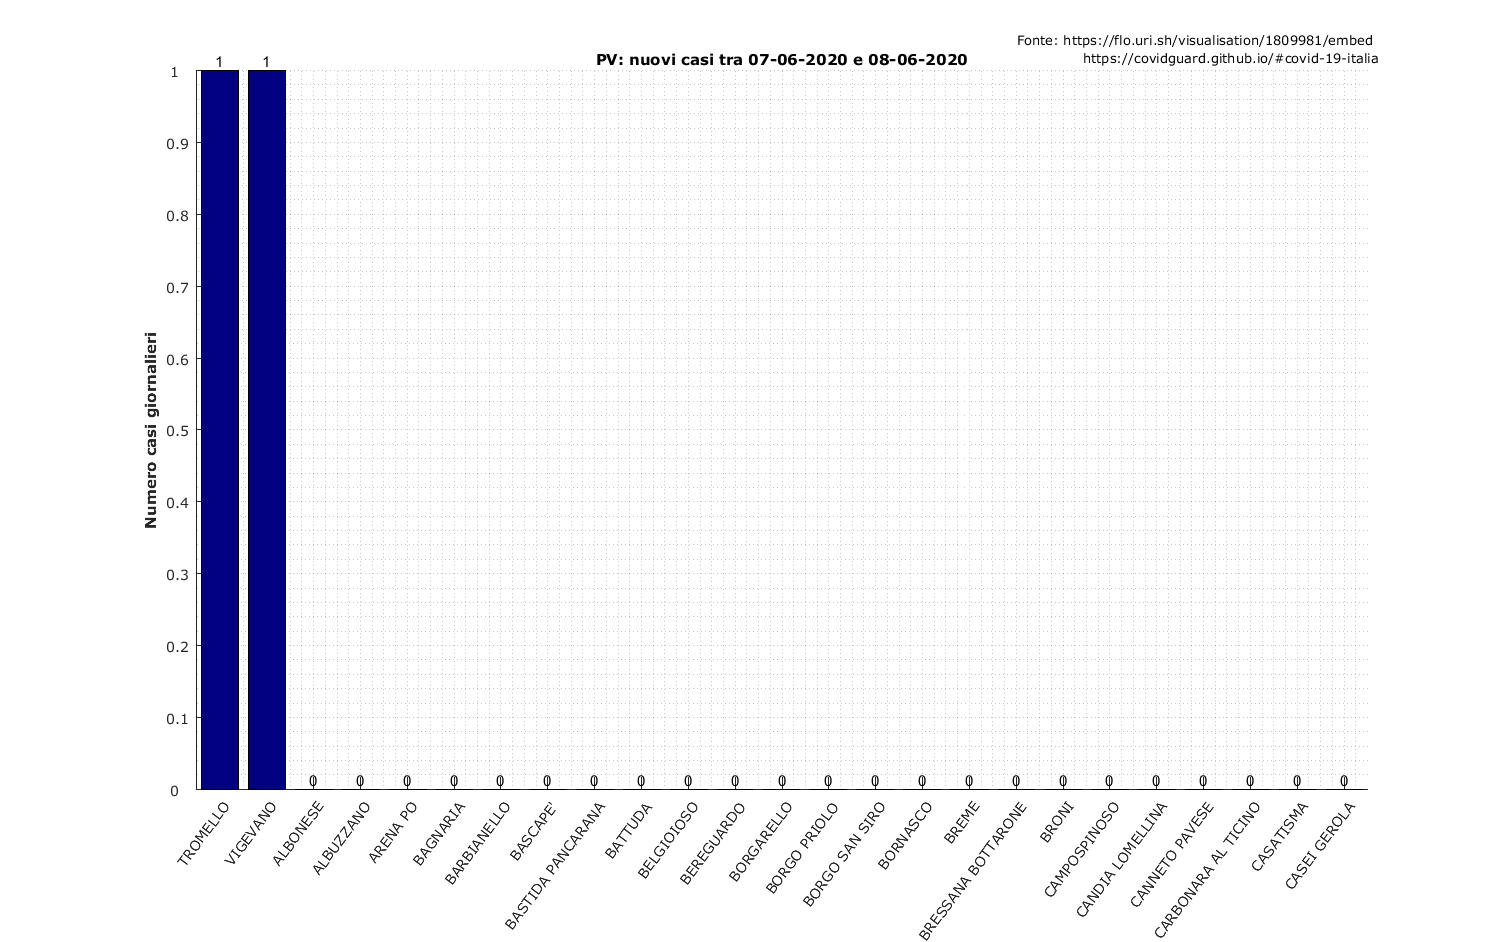 Fonte: https://flo.uri.sh/visualisation/1809981/embed
https://covidguard.github.io/#covid-19-italia
PV: nuovi casi tra 07-06-2020 e 08-06-2020
1 1
1
0.9
0.8
0.7
0.6
0.5
0.4
0.3
0.2
0.1
0
Numero casi giornalieri
0 0 0 0 0 0 0 0 0 0 0 0 0 0 0 0 0 0 0 0 0 0 0
TROMELLO
VIGEVANO
ALBONESE
ALBUZZANO
ARENA PO
BAGNARIA
BARBIANELLO
BASCAPE'
BASTIDA PANCARANA
BATTUDA
BELGIOIOSO
BEREGUARDO
BORGARELLO
BORGO PRIOLO
BORGO SAN SIRO
BORNASCO
BREME
BRESSANA BOTTARONE
BRONI
CAMPOSPINOSO
CANDIA LOMELLINA
CANNETO PAVESE
CARBONARA AL TICINO
CASATISMA
CASEI GEROLA